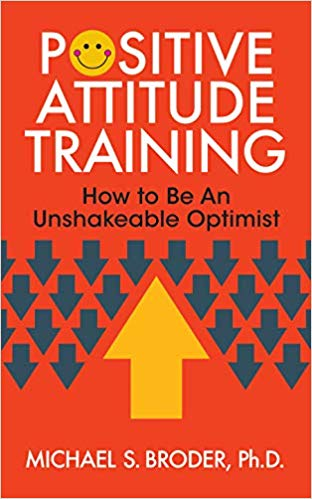 POSITIVE
ATTITUDE
TRAINING
How to Be An
Unshakeable Optimist
MICHAEL S. BRODER, Ph.D.